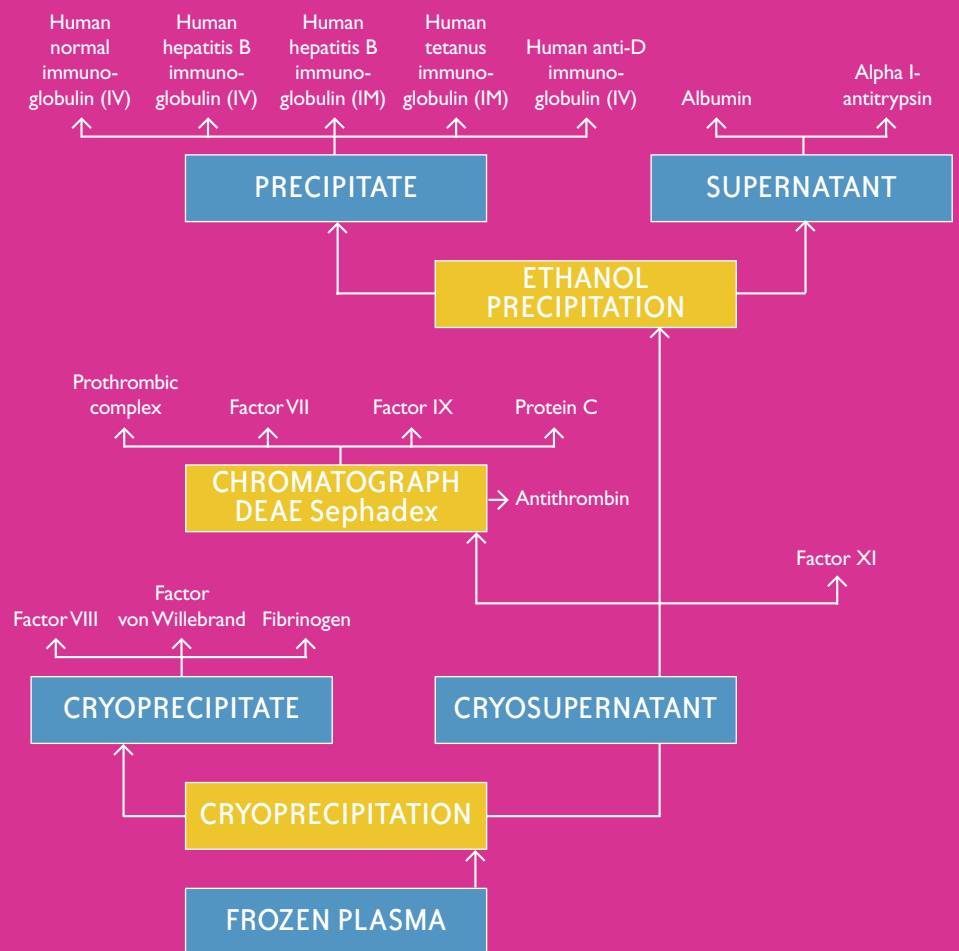 Human
normal
immuno-
globulin (IV)
Human
hepatitis B
immuno-
globulin (IV)
Human
hepatitis B
immuno-
globulin (IM)
Human
tetanus
immuno-
globulin (IM)
Human anti-D
immuno-
globulin (IV)
Albumin
Alpha I-
antitrypsin
PRECIPITATE
SUPERNATANT
ETHANOL
PRECIPITATION
Prothrombic
complex
Factor VII
Factor IX
Protein C
CHROMATOGRAPH
DEAE Sephadex
Antithrombin
Factor XI
Factor VIII
Factor
von Willebrand
Fibrinogen
CRYOPRECIPITATE
CRYOSUPERNATANT
CRYOPRECIPITATION
FROZEN PLASMA